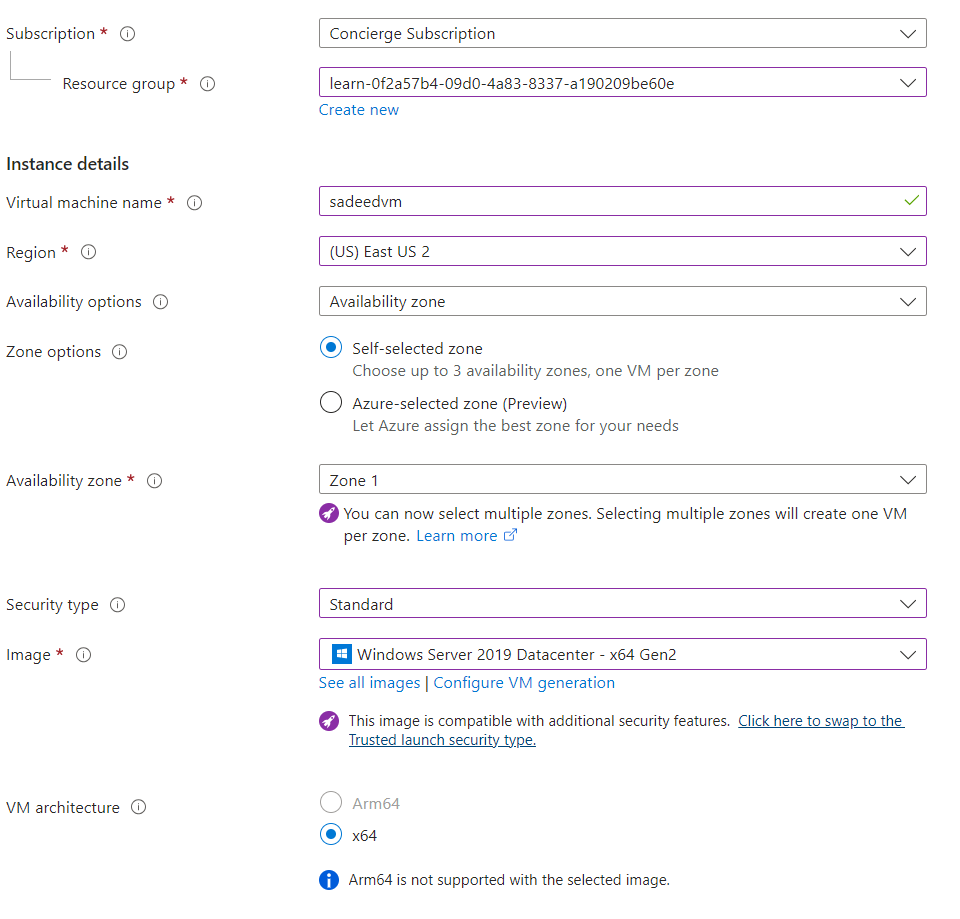 Subscription *
Concierge Subscription
Resource group *
learn-0f2a57b4-09d0-4a83-8337-a190209be60e
Create new
Instance details
Virtual machine name *
sadeedvm
Region *
(US) East US 2
Availability options
Availability zone
Zone options
Self-selected zone
Choose up to 3 availability zones, one VM per zone
Azure-selected zone (Preview)
Let Azure assign the best zone for your needs
Availability zone *
Zone 1
You can now select multiple zones. Selecting multiple zones will create one VM
per zone. Learn more
Security type
Standard
Image *
Windows Server 2019 Datacenter - x64 Gen2
See all images | Configure VM generation
This image is compatible with additional security features. Click here to swap to the
Trusted launch security type.
VM architecture
Arm64
x64
Arm64 is not supported with the selected image.